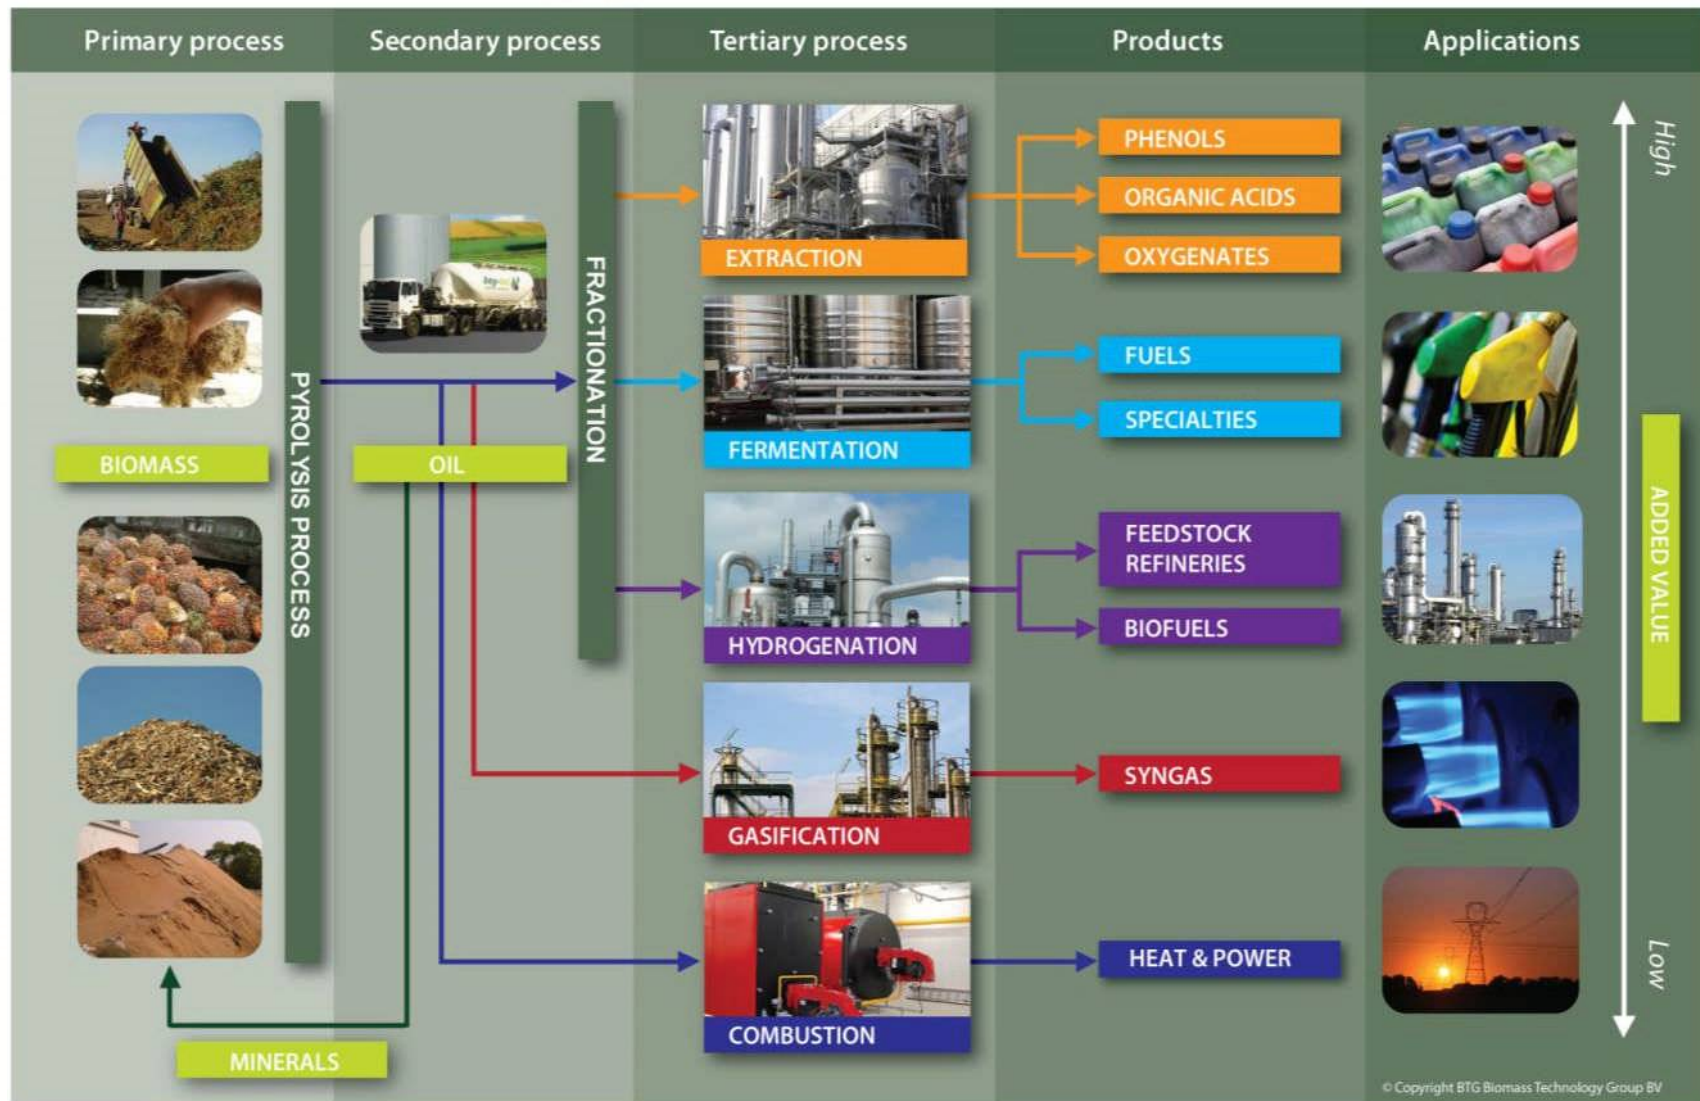 Primary process
Secondary process
Tertiary process
Products
Applications
BIOMASS
PYROLYSIS PROCESS
OIL
FRACTIONATION
MINERALS
EXTRACTION
FERMENTATION
HYDROGENATION
GASIFICATION
COMBUSTION
PHENOLS
ORGANIC ACIDS
OXYGENATES
FUELS
SPECIALTIES
FEEDSTOCK
REFINERIES
BIOFUELS
SYNGAS
HEAT & POWER
High
ADDED VALUE
Low
© Copyright BTG Biomass Technology Group BV